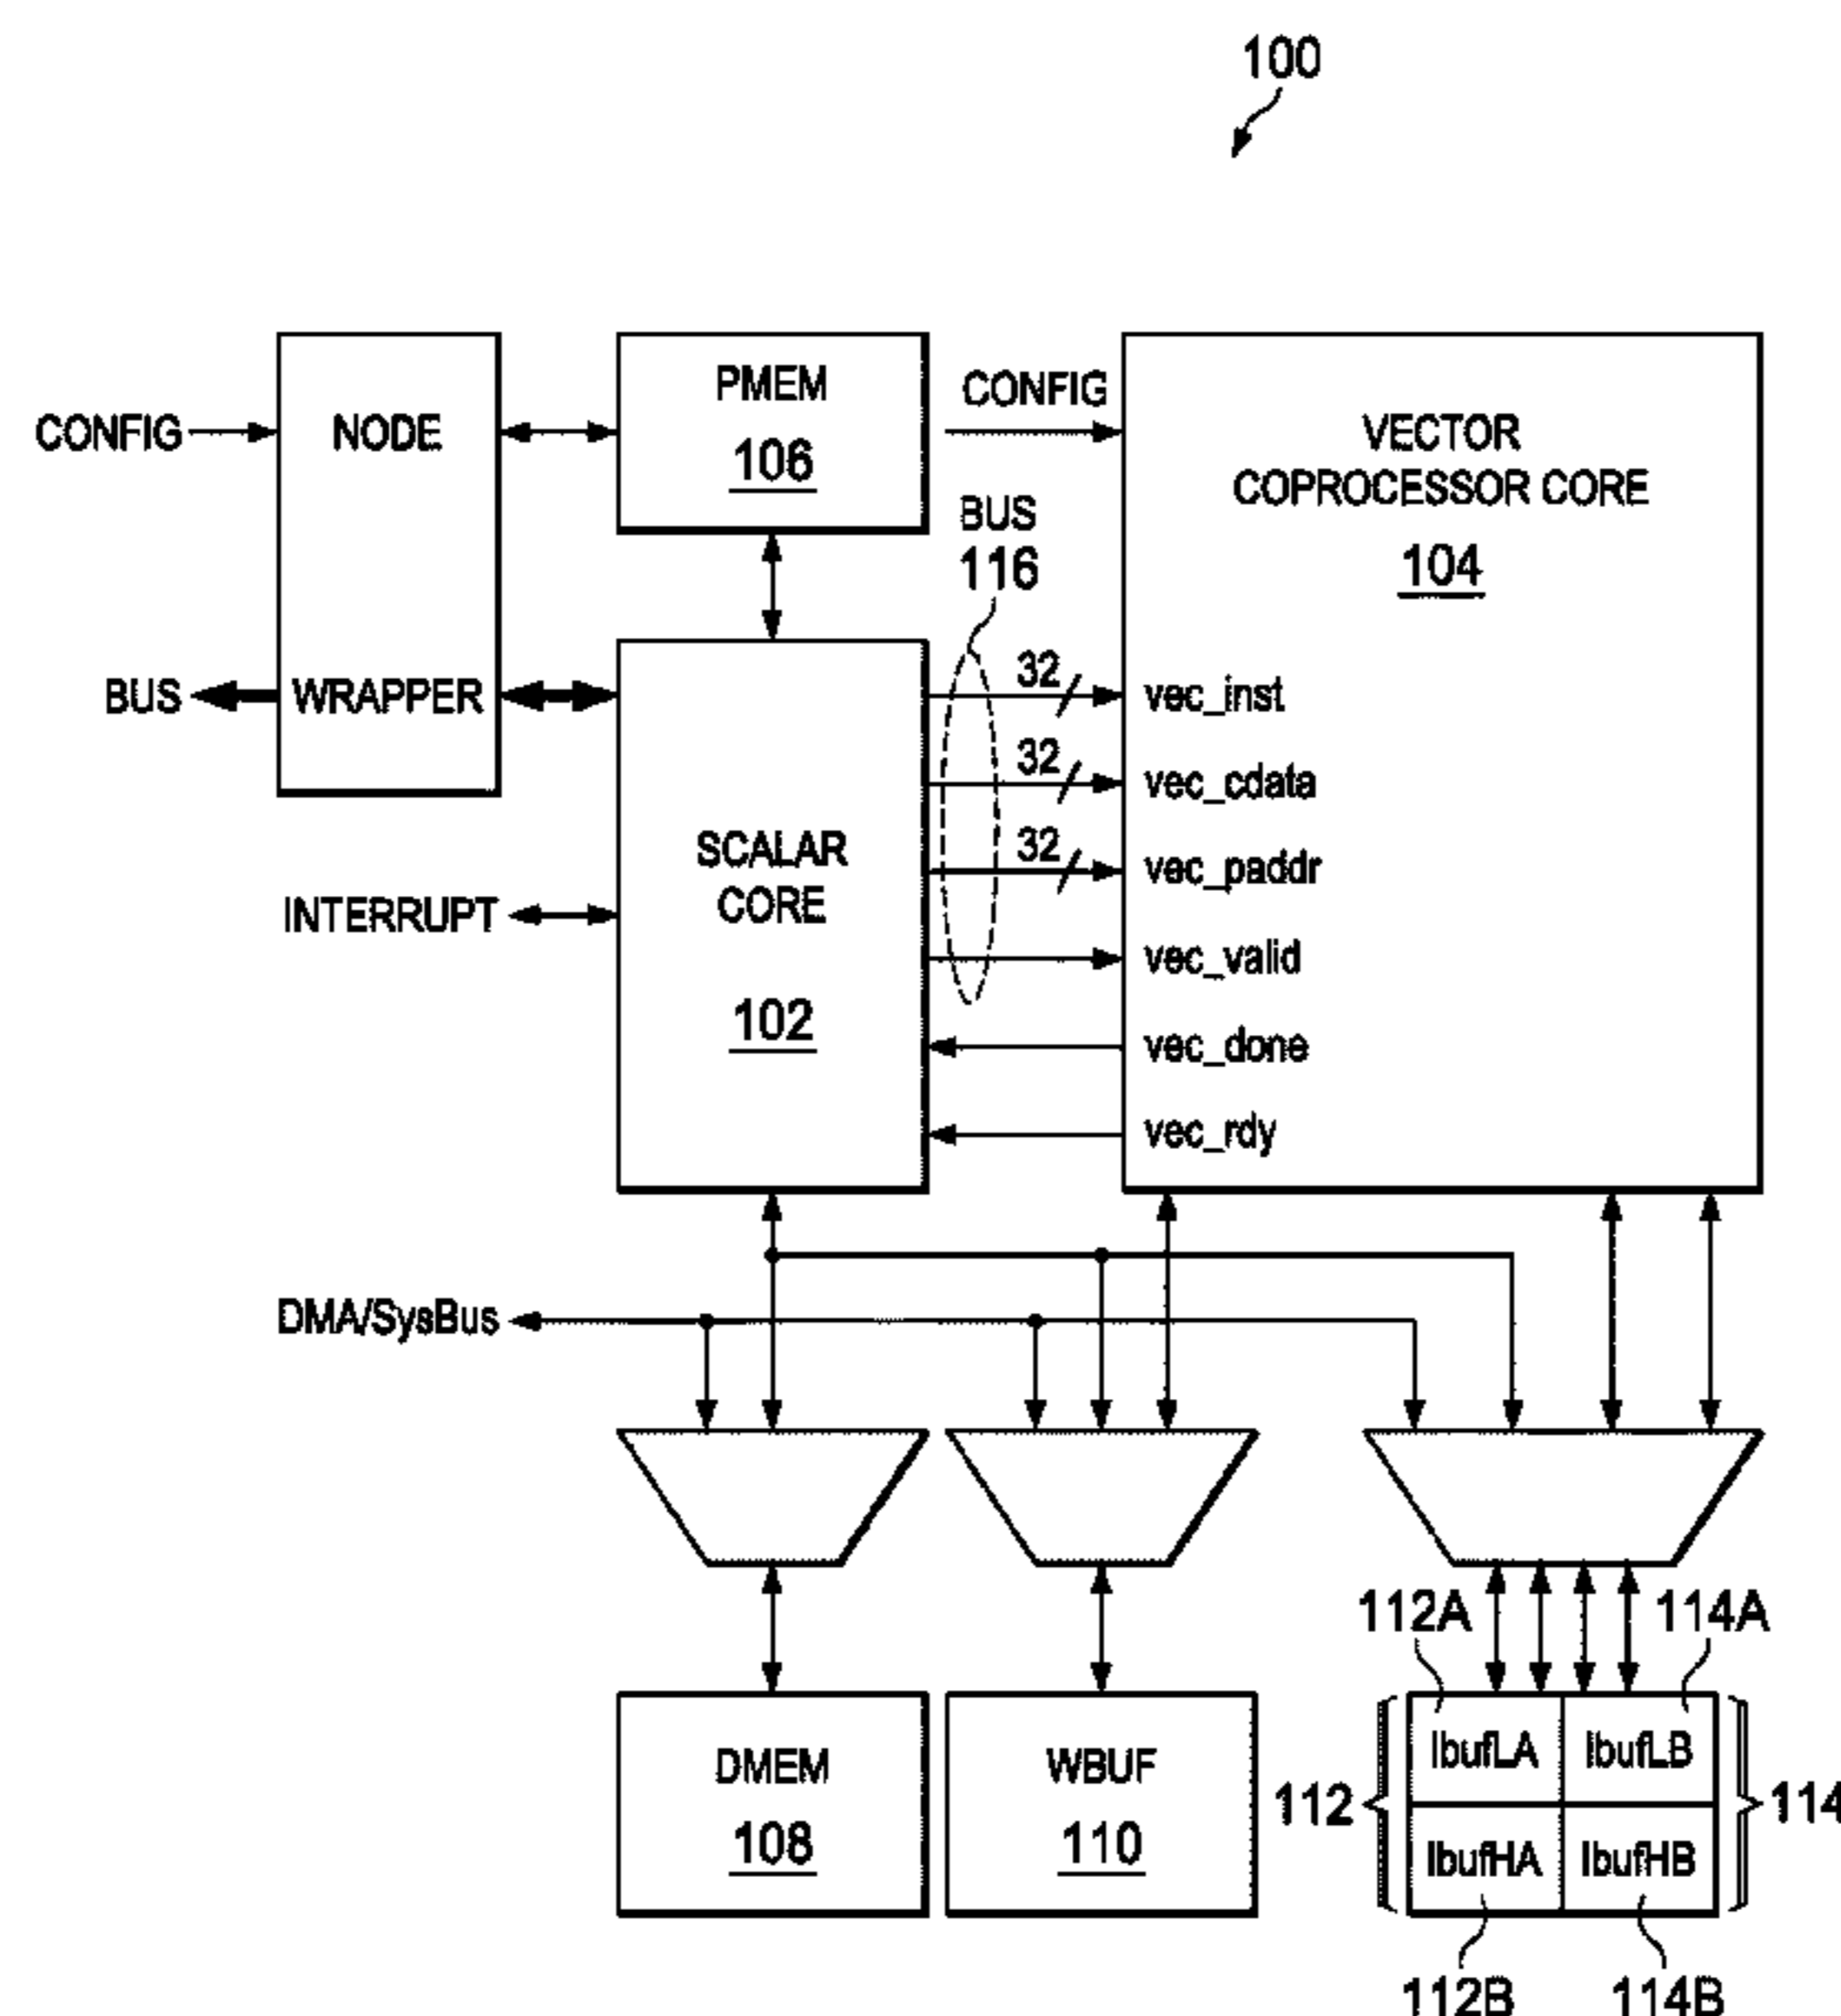 100
CONFIG
NODE
WRAPPER
BUS
PMEM
106
CONFIG
BUS
116
VECTOR
COPROCESSOR CORE
104
INTERRUPT
SCALAR
CORE
102
32
vec_inst
32
vec_cdata
32
vec_paddr
vec_valid
vec_done
vec_rdy
DMA/SysBus
DMEM
108
WBUF
110
112A
114A
112
IbufLA
IbufLB
114
IbufHA
IbufHB
112B
114B